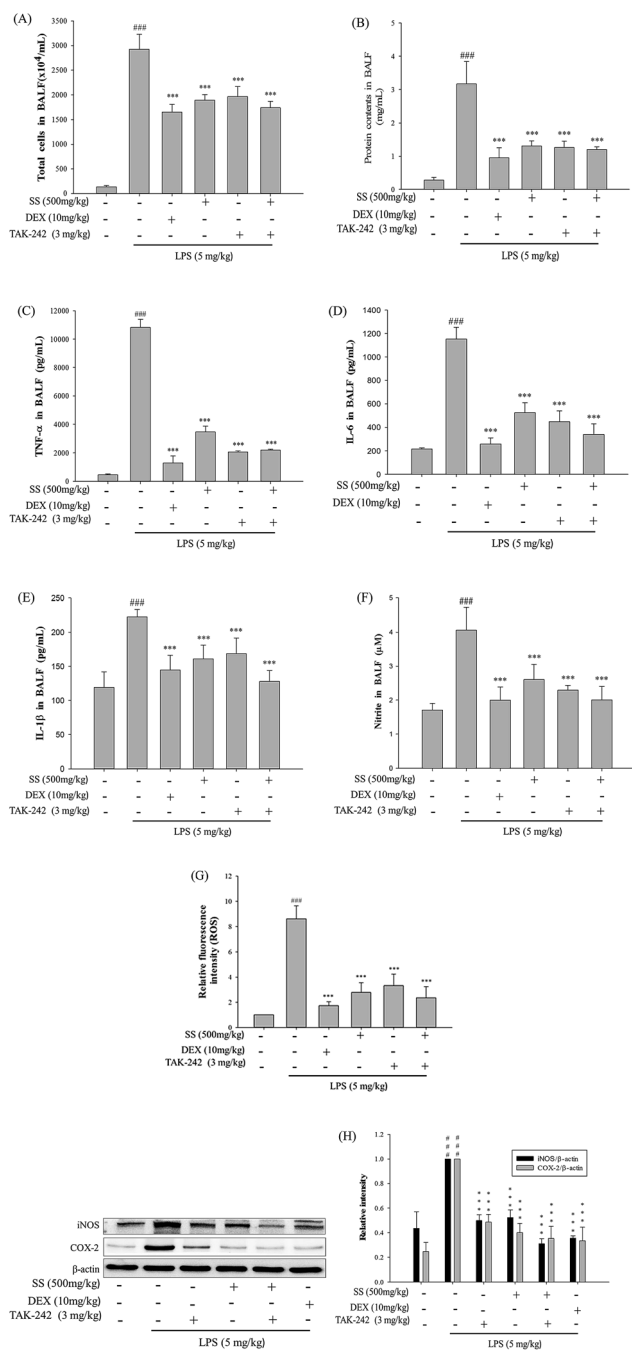 (A)
Total cells in BALF(x10⁴/mL)
3500
3000
2500
2000
1500
1000
500
0
###
***
***
***
***
SS (500mg/kg) - - - + - +
DEX (10mg/kg) - - + - - -
TAK-242 (3 mg/kg) - - - - + +
LPS (5 mg/kg)
(B)
Protein contents in BALF
(mg/mL)
5
4
3
2
1
0
###
***
***
***
***
SS (500mg/kg) - - - + - +
DEX (10mg/kg) - - + - - -
TAK-242 (3 mg/kg) - - - - + +
LPS (5 mg/kg)
(C)
TNF-α in BALF (pg/mL)
12000
10000
8000
6000
4000
2000
0
###
***
***
***
***
SS (500mg/kg) - - - + - +
DEX (10mg/kg) - - + - - -
TAK-242 (3 mg/kg) - - - - + +
LPS (5 mg/kg)
(D)
IL-6 in BALF (pg/mL)
1400
1200
1000
800
600
400
200
0
###
***
***
***
***
SS (500mg/kg) - - - + - +
DEX (10mg/kg) - - + - - -
TAK-242 (3 mg/kg) - - - - + +
LPS (5 mg/kg)
(E)
IL-1β in BALF (pg/mL)
250
200
150
100
50
0
###
***
***
***
***
SS (500mg/kg) - - - + - +
DEX (10mg/kg) - - + - - -
TAK-242 (3 mg/kg) - - - - + +
LPS (5 mg/kg)
(F)
Nitrite in BALF (μM)
5
4
3
2
1
0
###
***
***
***
***
SS (500mg/kg) - - - + - +
DEX (10mg/kg) - - + - - -
TAK-242 (3 mg/kg) - - - - + +
LPS (5 mg/kg)
(G)
Relative fluorescence
intensity (ROS)
10
8
6
4
2
0
###
***
***
***
***
SS (500mg/kg) - - - + - +
DEX (10mg/kg) - - + - - -
TAK-242 (3 mg/kg) - - - - + +
LPS (5 mg/kg)
iNOS
COX-2
β-actin
SS (500mg/kg) - - - + + -
DEX (10mg/kg) - - - - - +
TAK-242 (3 mg/kg) - - + - + -
LPS (5 mg/kg)
(H)
Relative intensity
1.2
1.0
0.8
0.6
0.4
0.2
0.0
iNOS/β-actin
COX-2/β-actin
###
###
***
***
***
***
***
***
***
***
SS (500mg/kg) - - - + + -
DEX (10mg/kg) - - - - - +
TAK-242 (3 mg/kg) - - + - + -
LPS (5 mg/kg)